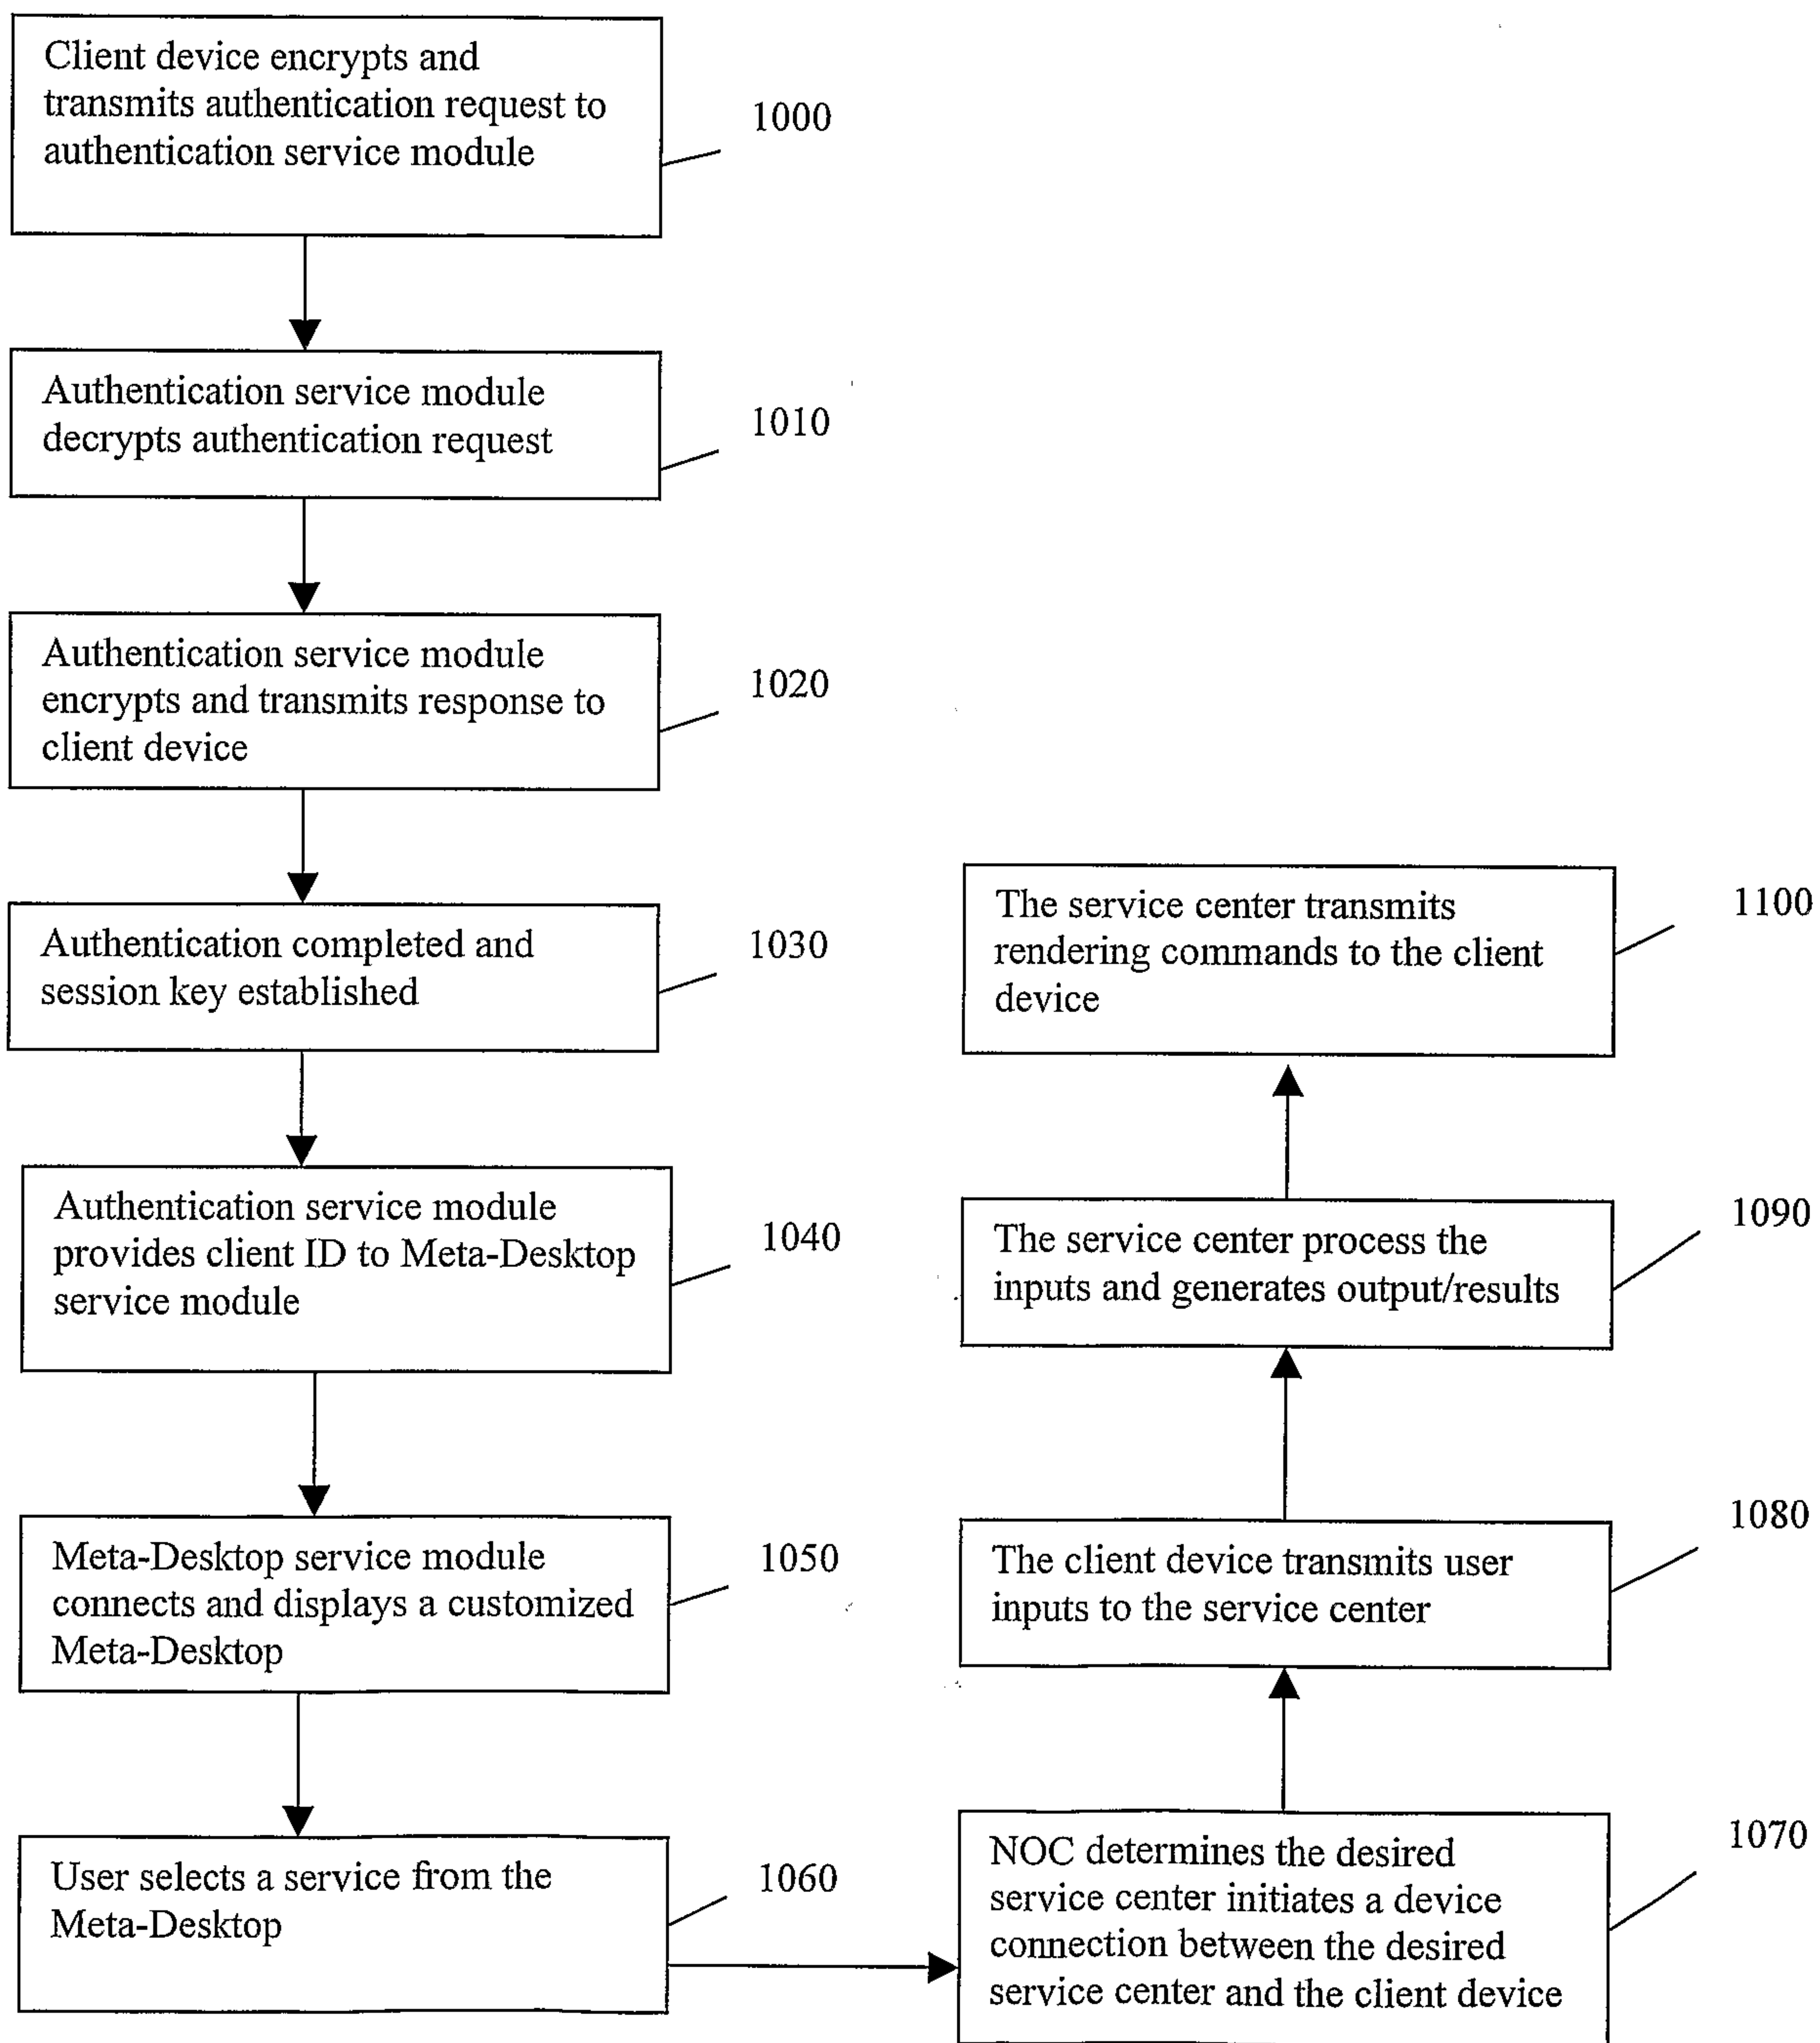 Client device encrypts and
transmits authentication request to
authentication service module
1000
Authentication service module
decrypts authentication request
1010
Authentication service module
encrypts and transmits response to
client device
1020
Authentication completed and
session key established
1030
Authentication service module
provides client ID to Meta-Desktop
service module
1040
Meta-Desktop service module
connects and displays a customized
Meta-Desktop
1050
User selects a service from the
Meta-Desktop
1060
NOC determines the desired
service center initiates a device
connection between the desired
service center and the client device
1070
The client device transmits user
inputs to the service center
1080
The service center process the
inputs and generates output/results
1090
The service center transmits
rendering commands to the client
device
1100